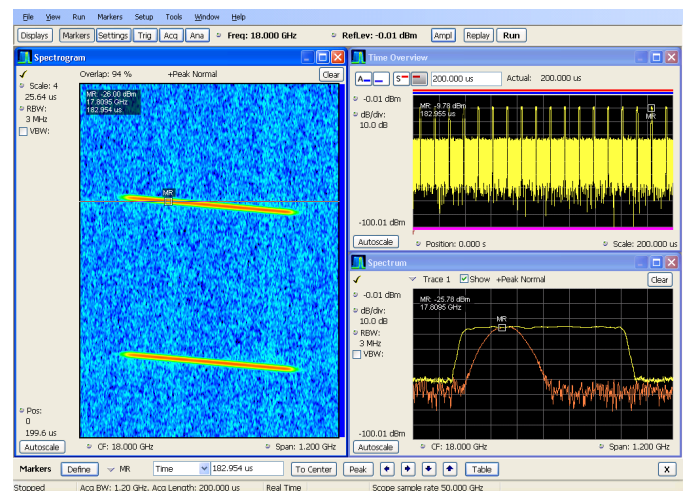 File View Run Markers Setup Tools Window Help
Displays Markers Settings Trig Acq Ana Freq: 18.000 GHz RefLev: -0.01 dBm Ampl Replay Run
Spectrogram
Overlap: 94 % +Peak Normal Clear
Scale: 4
25.64 us
RBW:
3 MHz
VBW:
MR: -26.00 dBm
17.8095 GHz
182.954 us
MR
Pos:
0
199.6 us
Autoscale CF: 18.000 GHz Span: 1.200 GHz
Time Overview
200.000 us Actual: 200.000 us
-0.01 dBm
dB/div:
10.0 dB
MR: -9.78 dBm
182.955 us
MR
-100.01 dBm
Autoscale Position: 0.000 s Scale: 200.000 us
Spectrum
Trace 1 Show +Peak Normal Clear
-0.01 dBm
dB/div:
10.0 dB
RBW:
3 MHz
VBW:
MR: -25.78 dBm
17.8095 GHz
MR
-100.01 dBm
Autoscale CF: 18.000 GHz Span: 1.200 GHz
Markers Define MR Time 182.954 us To Center Peak Table X
Stopped Acq BW: 1.20 GHz, Acq Length: 200.000 us Real Time Scope sample rate 50.000 GHz